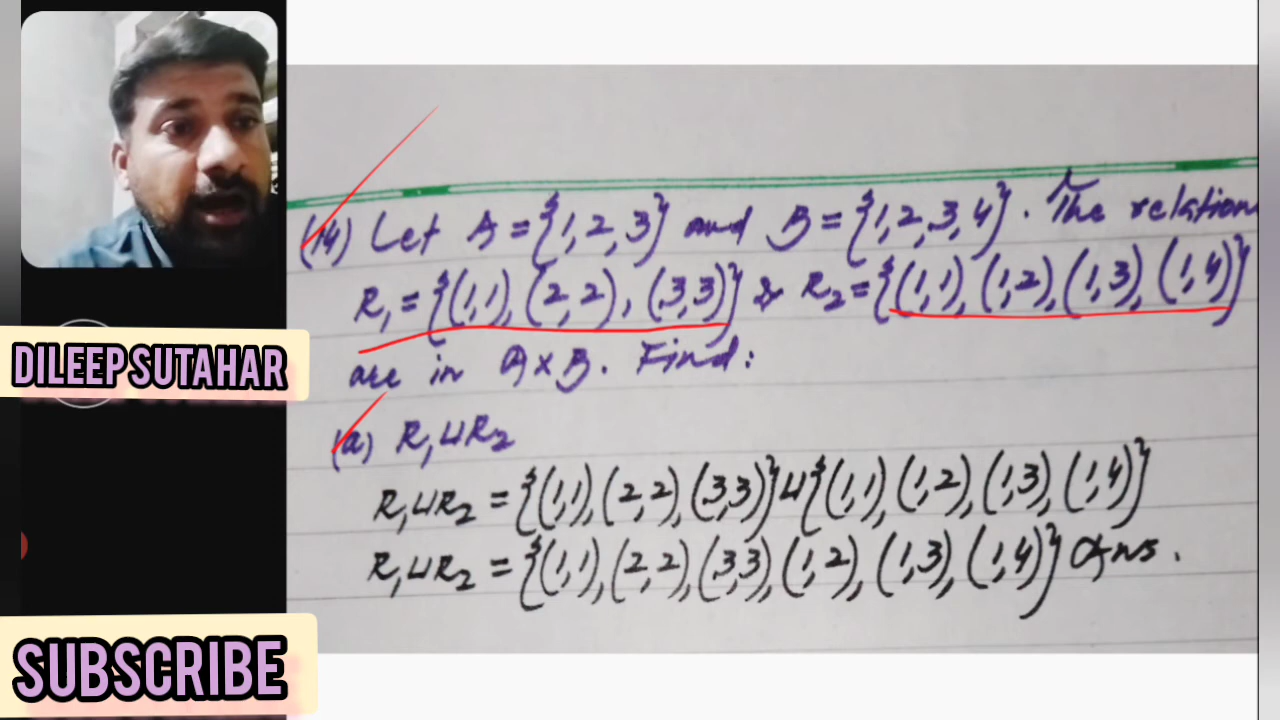 (14) Let A = {1, 2, 3} and B = {1, 2, 3, 4}. The relation
R₁ = {(1,1), (2,2), (3,3)} & R₂ = {(1,1), (1,2), (1,3), (1,4)}
are in A×B. Find:
(a) R₁∪R₂
R₁∪R₂ = {(1,1), (2,2), (3,3)} ∪ {(1,1), (1,2), (1,3), (1,4)}
R₁∪R₂ = {(1,1), (2,2), (3,3), (1,2), (1,3), (1,4)} Ans.
DILEEP SUTAHAR
SUBSCRIBE